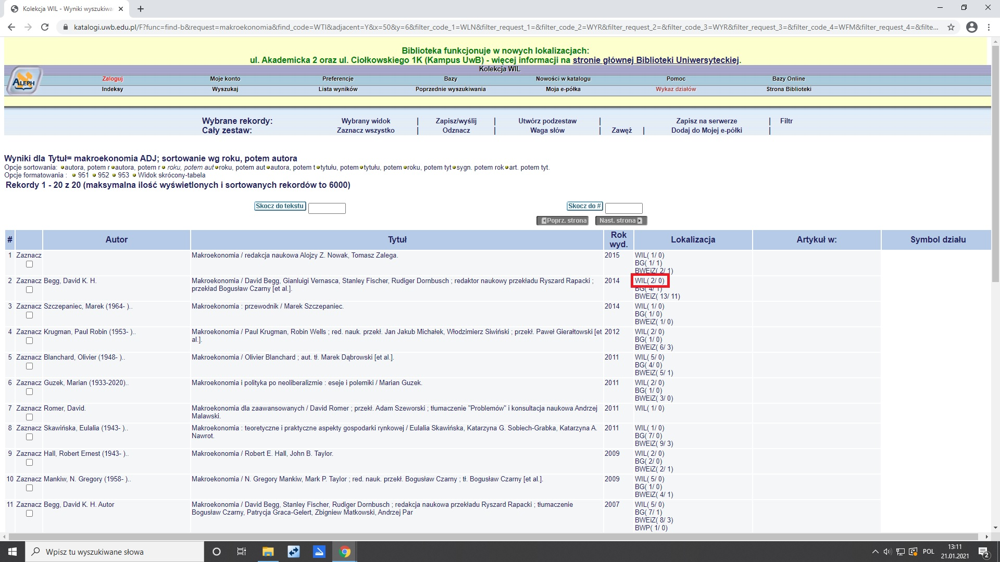 Kolekcja WIL - Wyniki wyszukiwa
katalogi.uwb.edu.pl/F?func=find-b&request=makroekonomia&find_code=WTI&adjacent=Y&x=50&y=6&filter_code_1=WLN&filter_request_1=&filter_code_2=WYR&filter_request_2=&filter_code_3=WYR&filter_request_3=&filter_code_4=WFM&filter_request_4=&filte...
Biblioteka funkcjonuje w nowych lokalizacjach:
ul. Akademicka 2 oraz ul. Ciołkowskiego 1K (Kampus UwB) - więcej informacji na stronie głównej Biblioteki Uniwersyteckiej.
Kolekcja WIL
ALEPH
Zaloguj Moje konto Preferencje Bazy Nowości w katalogu Pomoc Bazy Online
Indeksy Wyszukaj Lista wyników Poprzednie wyszukiwania Moja e-półka Wykaz działów Strona Biblioteki
Wybrane rekordy: Wybrany widok | Zapisz/wyślij | Utwórz podzestaw | Zapisz na serwerze | Filtr
Cały zestaw: Zaznacz wszystko | Odznacz | Waga słów | Zawęź | Dodaj do Mojej e-półki |
Wyniki dla Tytuł= makroekonomia ADJ; sortowanie wg roku, potem autora
Opcje sortowania: autora, potem r autora, potem r roku, potem aut roku, potem aut autora, potem t tytułu, potem tytułu, potem roku, potem tyt sygn. potem rok art. potem tyt.
Opcje formatowania : 951 952 953 Widok skrócony-tabela
Rekordy 1 - 20 z 20 (maksymalna ilość wyświetlonych i sortowanych rekordów to 6000)
Skocz do tekstu Skocz do #
Poprz. strona Nast. strona
# Autor Tytuł Rok wyd. Lokalizacja Artykuł w: Symbol działu
1 Zaznacz Makroekonomia / redakcja naukowa Alojzy Z. Nowak, Tomasz Zalega. 2015 WIL( 1/ 0)
BG( 1/ 1)
BWEiZ( 2/ 1)
2 Zaznacz Begg, David K. H. Makroekonomia / David Begg, Gianluigi Vernasca, Stanley Fischer, Rudiger Dornbusch ; redaktor naukowy przekładu Ryszard Rapacki ; 2014 WIL( 2/ 0)
przekład Bogusław Czarny [et al.]. BG( 4/ 1)
BWEiZ( 13/ 11)
3 Zaznacz Szczepaniec, Marek (1964- ).. Makroekonomia : przewodnik / Marek Szczepaniec. 2014 WIL( 1/ 0)
BG( 1/ 0)
BWEiZ( 1/ 0)
4 Zaznacz Krugman, Paul Robin (1953- ).. Makroekonomia / Paul Krugman, Robin Wells ; red. nauk. przekł. Jan Jakub Michałek, Włodzimierz Siwiński ; przekł. Paweł Gierałtowski [et 2012 WIL( 2/ 0)
al.]. BG( 1/ 0)
BWEiZ( 6/ 3)
5 Zaznacz Blanchard, Olivier (1948- ).. Makroekonomia / Olivier Blanchard ; aut. tł. Marek Dąbrowski [et al.]. 2011 WIL( 5/ 0)
BG( 4/ 0)
BWEiZ( 5/ 1)
6 Zaznacz Guzek, Marian (1933-2020).. Makroekonomia i polityka po neoliberalizmie : eseje i polemiki / Marian Guzek. 2011 WIL( 2/ 0)
BG( 1/ 0)
BWEiZ( 3/ 0)
7 Zaznacz Romer, David. Makroekonomia dla zaawansowanych / David Romer ; przekł. Adam Szeworski ; tłumaczenie "Problemów" i konsultacja naukowa Andrzej 2011 WIL( 1/ 0)
Malawski.
8 Zaznacz Skawińska, Eulalia (1943- ).. Makroekonomia : teoretyczne i praktyczne aspekty gospodarki rynkowej / Eulalia Skawińska, Katarzyna G. Sobiech-Grabka, Katarzyna A. 2011 WIL( 1/ 0)
Nawrot. BG( 7/ 0)
BWEiZ( 9/ 3)
9 Zaznacz Hall, Robert Ernest (1943- ).. Makroekonomia / Robert E. Hall, John B. Taylor. 2009 WIL( 2/ 0)
BG( 2/ 0)
BWEiZ( 2/ 1)
10 Zaznacz Mankiw, N. Gregory (1958- ).. Makroekonomia / N. Gregory Mankiw, Mark P. Taylor ; red. nauk. przekł. Bogusław Czarny ; tł. Bogusław Czarny [et al.]. 2009 WIL( 5/ 0)
BG( 1/ 0)
BWEiZ( 4/ 1)
11 Zaznacz Begg, David K. H. Autor Makroekonomia / David Begg, Stanley Fischer, Rudiger Dornbusch ; redakcja naukowa przekładu Ryszard Rapacki ; tłumaczenie 2007 WIL( 5/ 0)
Bogusław Czarny, Patrycja Graca-Gelert, Zbigniew Matkowski, Andrzej Par BG( 7/ 1)
BWEiZ( 8/ 3)
BWP( 1/ 0)
Wpisz tu wyszukiwane słowa POL 13:11
21.01.2021 2